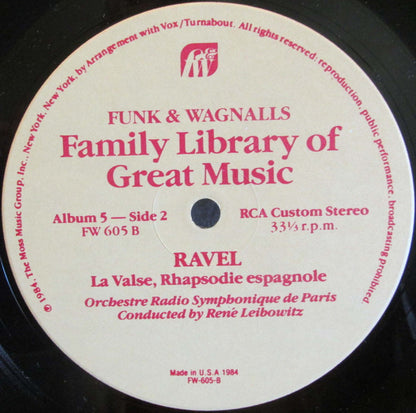 ℗ 1984, The Moss Music Group, Inc., New York, New York, by Arrangement with Vox/Turnabout. All rights reserved, reproduction, public performance, broadcasting prohibited.
FUNK & WAGNALLS
Family Library of
Great Music
Album 5 — Side 2 RCA Custom Stereo
FW 605 B 33⅓ r.p.m.
RAVEL
La Valse, Rhapsodie espagnole
Orchestre Radio Symphonique de Paris
Conducted by René Leibowitz
Made in U.S.A 1984
FW-605-B